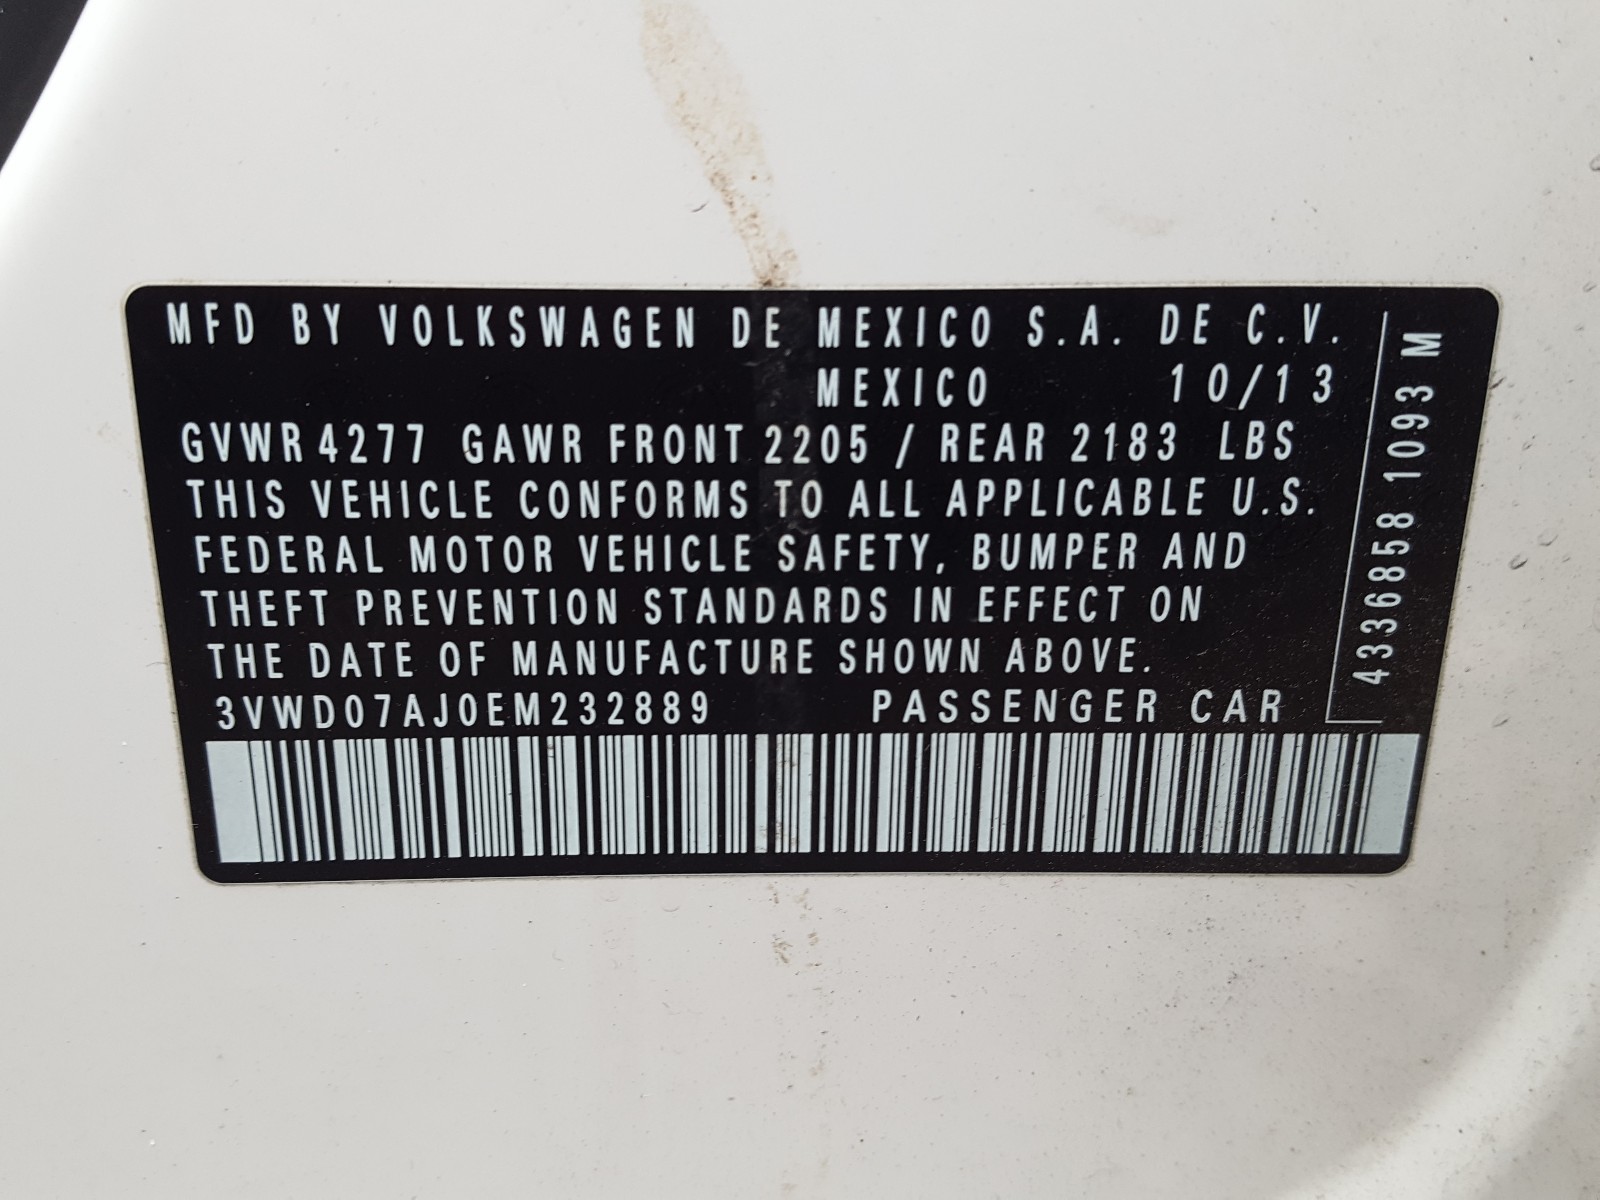 MFD BY VOLKSWAGEN DE MEXICO S.A. DE C.V.
MEXICO 10/13
GVWR 4277 GAWR FRONT 2205 / REAR 2183 LBS
THIS VEHICLE CONFORMS TO ALL APPLICABLE U.S.
FEDERAL MOTOR VEHICLE SAFETY, BUMPER AND
THEFT PREVENTION STANDARDS IN EFFECT ON
THE DATE OF MANUFACTURE SHOWN ABOVE.
3VWD07AJ0EM232889 PASSENGER CAR
4336858 1093 M